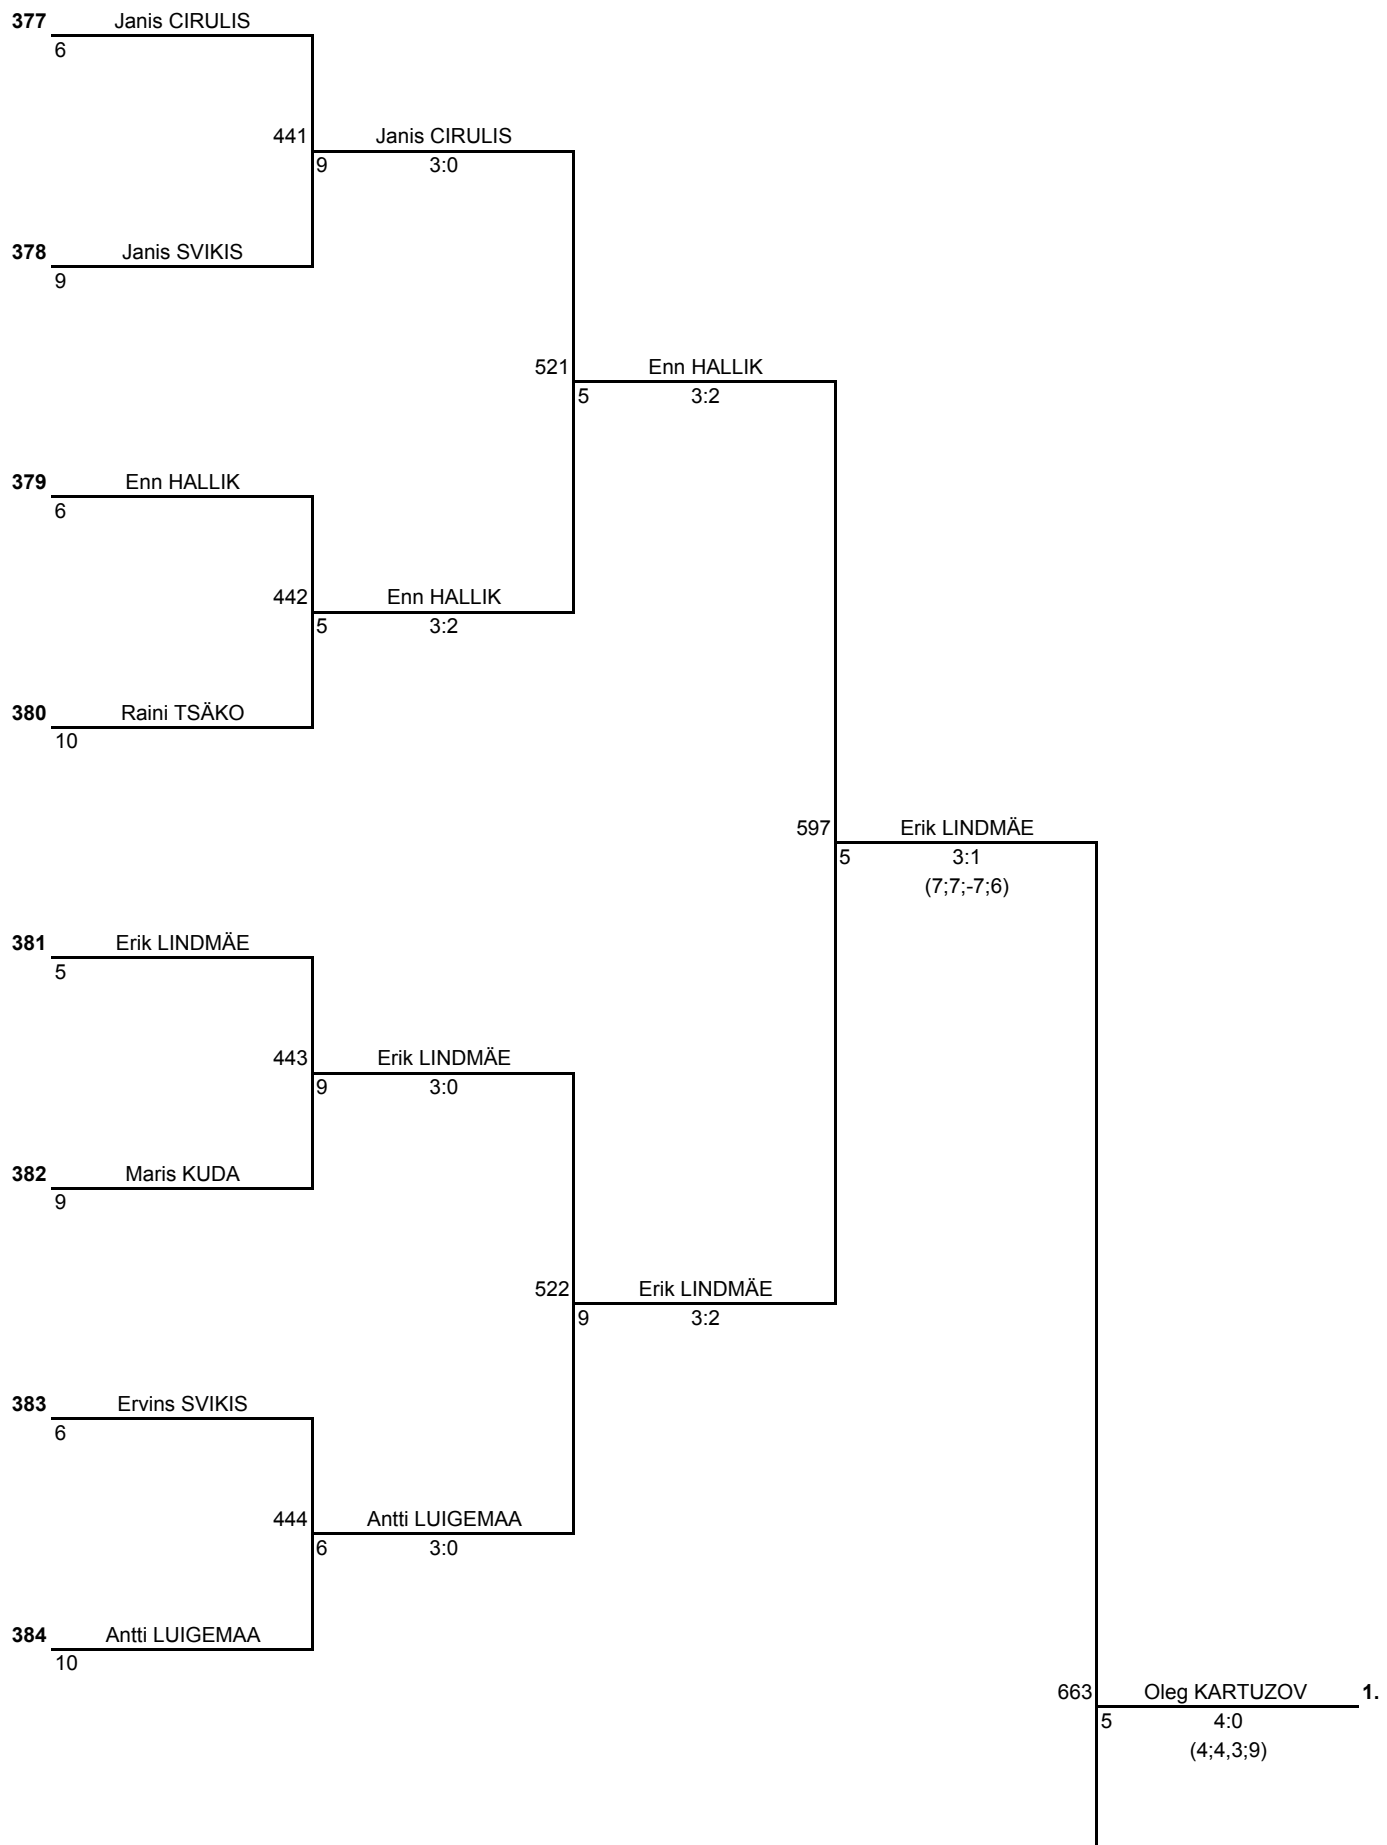 377 Janis CIRULIS
6
441 Janis CIRULIS
9 3:0
378 Janis SVIKIS
9
521 Enn HALLIK
5 3:2
379 Enn HALLIK
6
442 Enn HALLIK
5 3:2
380 Raini TSÄKO
10
597 Erik LINDMÄE
5 3:1
(7;7;-7;6)
381 Erik LINDMÄE
5
443 Erik LINDMÄE
9 3:0
382 Maris KUDA
9
522 Erik LINDMÄE
9 3:2
383 Ervins SVIKIS
6
444 Antti LUIGEMAA
6 3:0
384 Antti LUIGEMAA
10
663 Oleg KARTUZOV 1.
5 4:0
(4;4,3;9)